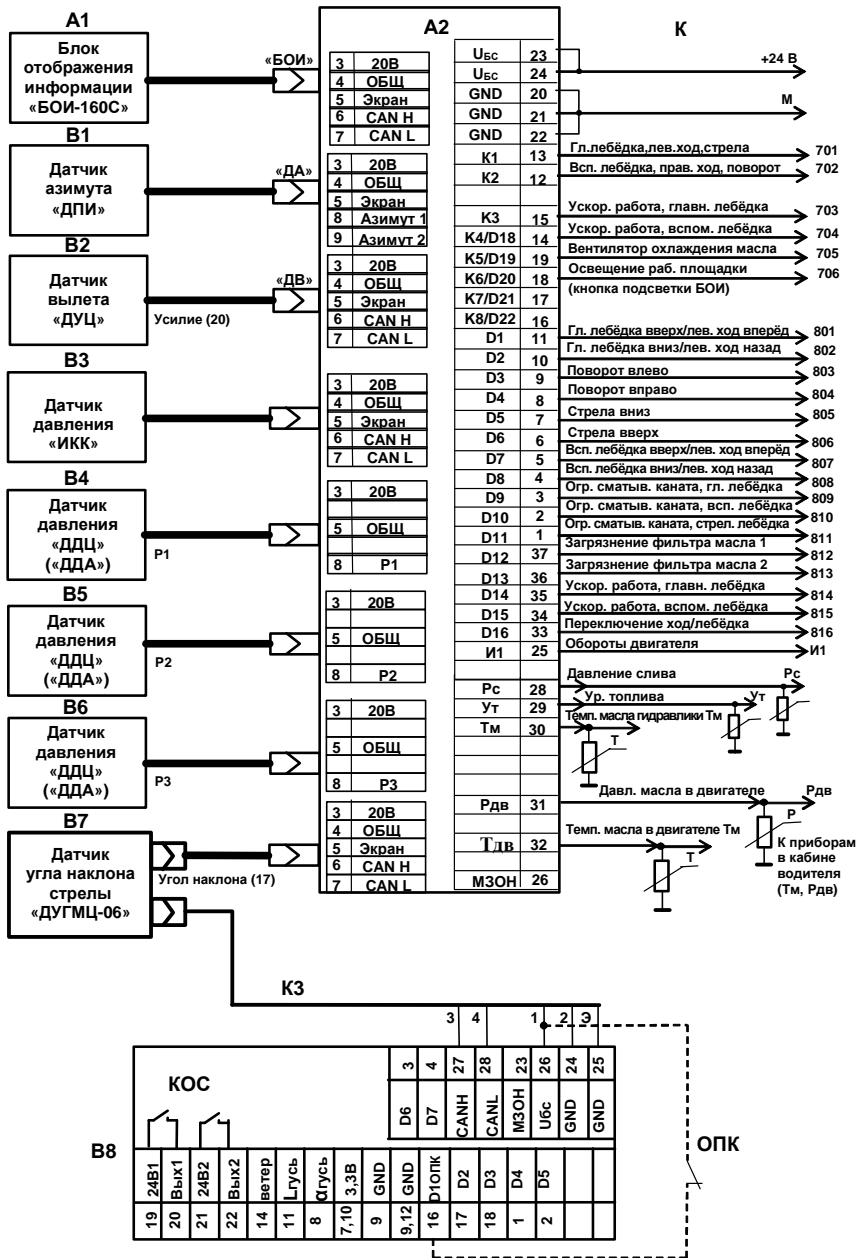 А1
Блок
отображения
информации
«БОИ-160С»
«БОИ»
В1
Датчик
азимута
«ДПИ»
«ДА»
В2
Датчик
вылета
«ДУЦ»
«ДВ»
Усилие (20)
В3
Датчик
давления
«ИКК»
В4
Датчик
давления
«ДДЦ»
(«ДДА»)
Р1
В5
Датчик
давления
«ДДЦ»
(«ДДА»)
Р2
В6
Датчик
давления
«ДДЦ»
(«ДДА»)
Р3
В7
Датчик
угла наклона
стрелы
«ДУГМЦ-06»
Угол наклона (17)
А2
3 20В
4 ОБЩ
5 Экран
6 CAN H
7 CAN L
3 20В
4 ОБЩ
5 Экран
8 Азимут 1
9 Азимут 2
3 20В
4 ОБЩ
5 Экран
6 CAN H
7 CAN L
3 20В
4 ОБЩ
5 Экран
6 CAN H
7 CAN L
3 20В
5 ОБЩ
8 Р1
3 20В
5 ОБЩ
8 Р2
3 20В
5 ОБЩ
8 Р3
3 20В
4 ОБЩ
5 Экран
6 CAN H
7 CAN L
К
UБС 23
UБС 24
+24 В
GND 20
GND 21
GND 22
М
К1 13 Гл.лебёдка,лев.ход,стрела 701
К2 12 Всп. лебёдка, прав. ход, поворот 702
К3 15 Ускор. работа, главн. лебёдка 703
К4/D18 14 Ускор. работа, вспом. лебёдка 704
К5/D19 19 Вентилятор охлаждения масла 705
К6/D20 18 Освещение раб. площадки 706
(кнопка подсветки БОИ)
К7/D21 17
К8/D22 16
D1 11 Гл. лебёдка вверх/лев. ход вперёд 801
D2 10 Гл. лебёдка вниз/лев. ход назад 802
D3 9 Поворот влево 803
D4 8 Поворот вправо 804
D5 7 Стрела вниз 805
D6 6 Стрела вверх 806
D7 5 Всп. лебёдка вверх/лев. ход вперёд 807
D8 4 Всп. лебёдка вниз/лев. ход назад 808
D9 3 Огр. сматыв. каната, гл. лебёдка 809
D10 2 Огр. сматыв. каната, всп. лебёдка 810
D11 1 Огр. сматыв. каната, стрел. лебёдка 811
D12 37 Загрязнение фильтра масла 1 812
D13 36 Загрязнение фильтра масла 2 813
D14 35 Ускор. работа, главн. лебёдка 814
D15 34 Ускор. работа, вспом. лебёдка 815
D16 33 Переключение ход/лебёдка 816
И1 25 Обороты двигателя И1
Рс 28 Давление слива Рс
Ут 29 Ур. топлива Ут
Тм 30 Темп. масла гидравлики Тм
Т
Рдв 31 Давл. масла в двигателе Рдв
Р
Тдв 32 Темп. масла в двигателе Тм
Т
МЗОН 26
К приборам
в кабине
водителя
(Тм, Рдв)
К3
3 4 1 2 Э
В8
КОС
3 4 27 28 23 26 24 25
D6 D7 CANH CANL МЗОН Uбс GND GND
24В1 Вых1 24В2 Вых2 ветер Lгусь αгусь 3,3В GND GND D1ОПК D2 D3 D4 D5
19 20 21 22 14 11 8 7,10 9 9,12 16 17 18 1 2
ОПК